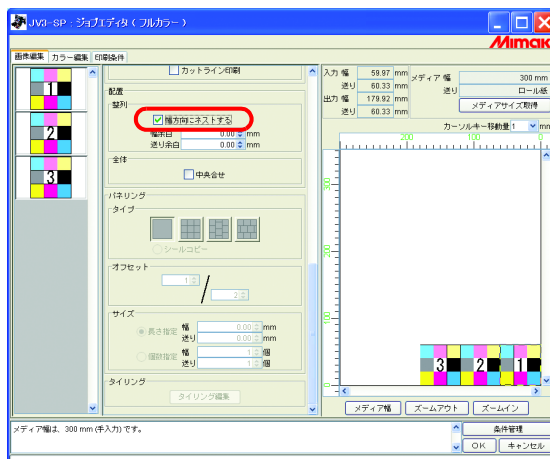 JV3-SP : ジョブエディタ ( フルカラー )
Mimaki
画像編集 カラー編集 印刷条件
1
2
3
カットライン印刷
配置
整列
幅方向にネストする
幅余白 0.00 mm
送り余白 0.00 mm
全体
中央合せ
パネリング
タイプ
シールコピー
オフセット
1 / 2
サイズ
長さ指定 幅 0.00 mm
送り 0.00 mm
個数指定 幅 1 個
送り 1 個
タイリング
タイリング編集
入力 幅 59.97 mm
送り 60.33 mm
出力 幅 179.92 mm
送り 60.33 mm
メディア 幅 300 mm
送り ロール紙
メディアサイズ取得
カーソルキー移動量 1 mm
200 100 0
300
200
100
0
3 2 1
メディア幅 ズームアウト ズームイン
メディア幅は、300 mm (手入力) です。
条件管理
OK キャンセル